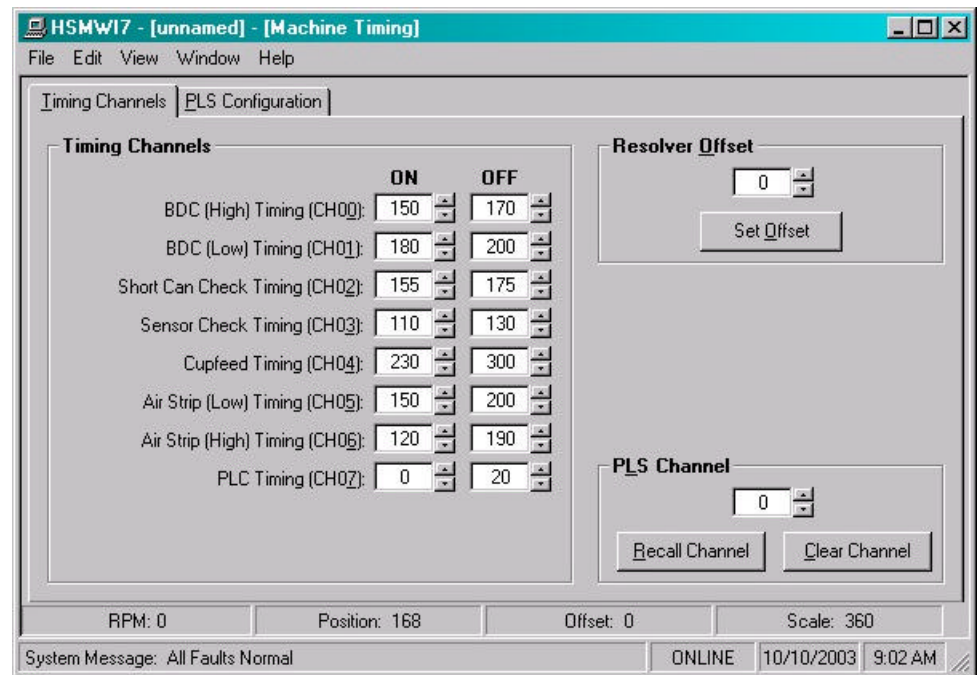 HSMWI7 - [unnamed] - [Machine Timing]
File Edit View Window Help
Timing Channels PLS Configuration
Timing Channels
ON OFF
BDC (High) Timing (CH00): 150 170
BDC (Low) Timing (CH01): 180 200
Short Can Check Timing (CH02): 155 175
Sensor Check Timing (CH03): 110 130
Cupfeed Timing (CH04): 230 300
Air Strip (Low) Timing (CH05): 150 200
Air Strip (High) Timing (CH06): 120 190
PLC Timing (CH07): 0 20
Resolver Offset
0
Set Offset
PLS Channel
0
Recall Channel Clear Channel
RPM: 0 Position: 168 Offset: 0 Scale: 360
System Message: All Faults Normal ONLINE 10/10/2003 9:02 AM